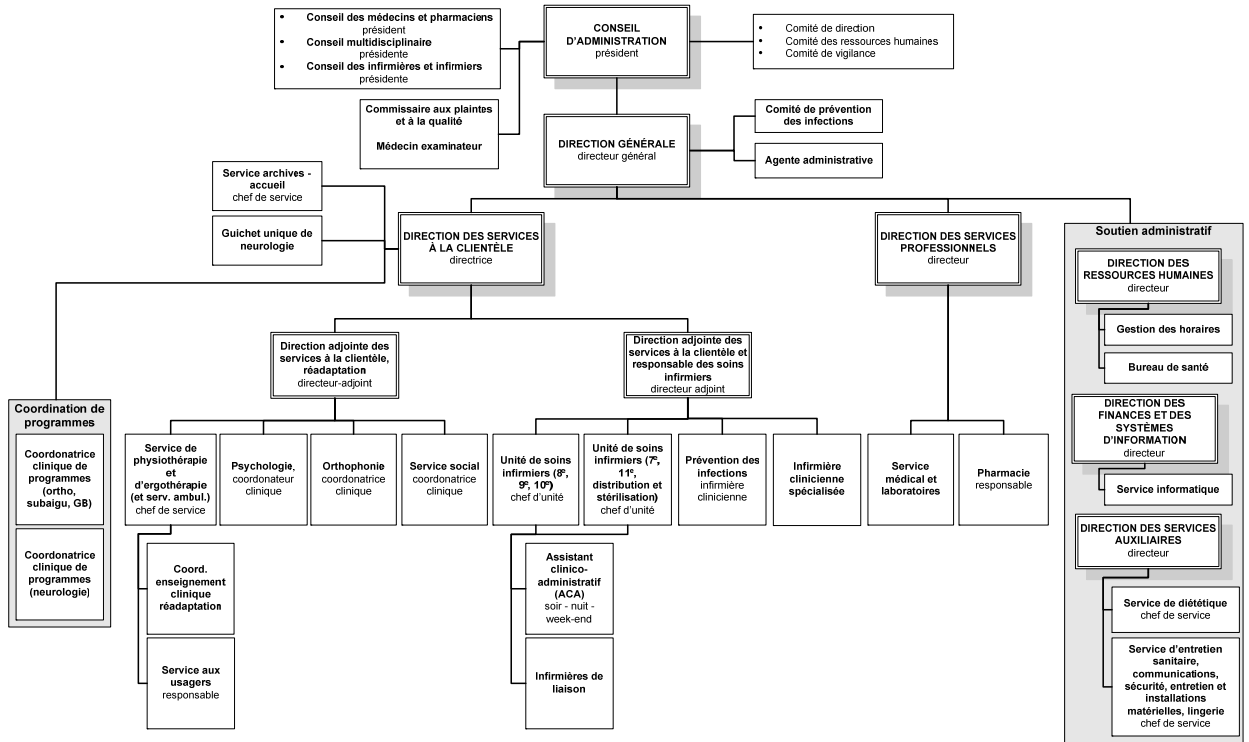 • Conseil des médecins et pharmaciens
président
• Conseil multidisciplinaire
présidente
• Conseil des infirmières et infirmiers
présidente
CONSEIL
D'ADMINISTRATION
président
• Comité de direction
• Comité des ressources humaines
• Comité de vigilance
Commissaire aux plaintes
et à la qualité
Médecin examinateur
DIRECTION GÉNÉRALE
directeur général
Comité de prévention
des infections
Agente administrative
Service archives -
accueil
chef de service
Guichet unique de
neurologie
DIRECTION DES SERVICES
À LA CLIENTÈLE
directrice
DIRECTION DES SERVICES
PROFESSIONNELS
directeur
Soutien administratif
DIRECTION DES
RESSOURCES HUMAINES
directeur
Gestion des horaires
Bureau de santé
DIRECTION DES
FINANCES ET DES
SYSTÈMES
D'INFORMATION
directeur
Service informatique
DIRECTION DES SERVICES
AUXILIAIRES
directeur
Service de diététique
chef de service
Service d'entretien
sanitaire,
communications,
sécurité, entretien et
installations
matérielles, lingerie
chef de service
Direction adjointe des
services à la clientèle,
réadaptation
directeur-adjoint
Direction adjointe des
services à la clientèle et
responsable des soins
infirmiers
directeur adjoint
Coordination de
programmes
Coordonatrice
clinique de
programmes
(ortho,
subaigu, GB)
Coordonatrice
clinique de
programmes
(neurologie)
Service de
physiothérapie
et
d'ergothérapie
(et serv. ambul.)
chef de service
Psychologie,
coordonateur
clinique
Orthophonie
coordonatrice
clinique
Service social
coordonatrice
clinique
Unité de soins
infirmiers (8e,
9e, 10e)
chef d'unité
Unité de soins
infirmiers (7e,
11e,
distribution et
stérilisation)
chef d'unité
Prévention des
infections
infirmière
clinicienne
Infirmière
clinicienne
spécialisée
Service
médical et
laboratoires
Pharmacie
responsable
Coord.
enseignement
clinique
réadaptation
Service aux
usagers
responsable
Assistant
clinico-
administratif
(ACA)
soir - nuit -
week-end
Infirmières de
liaison